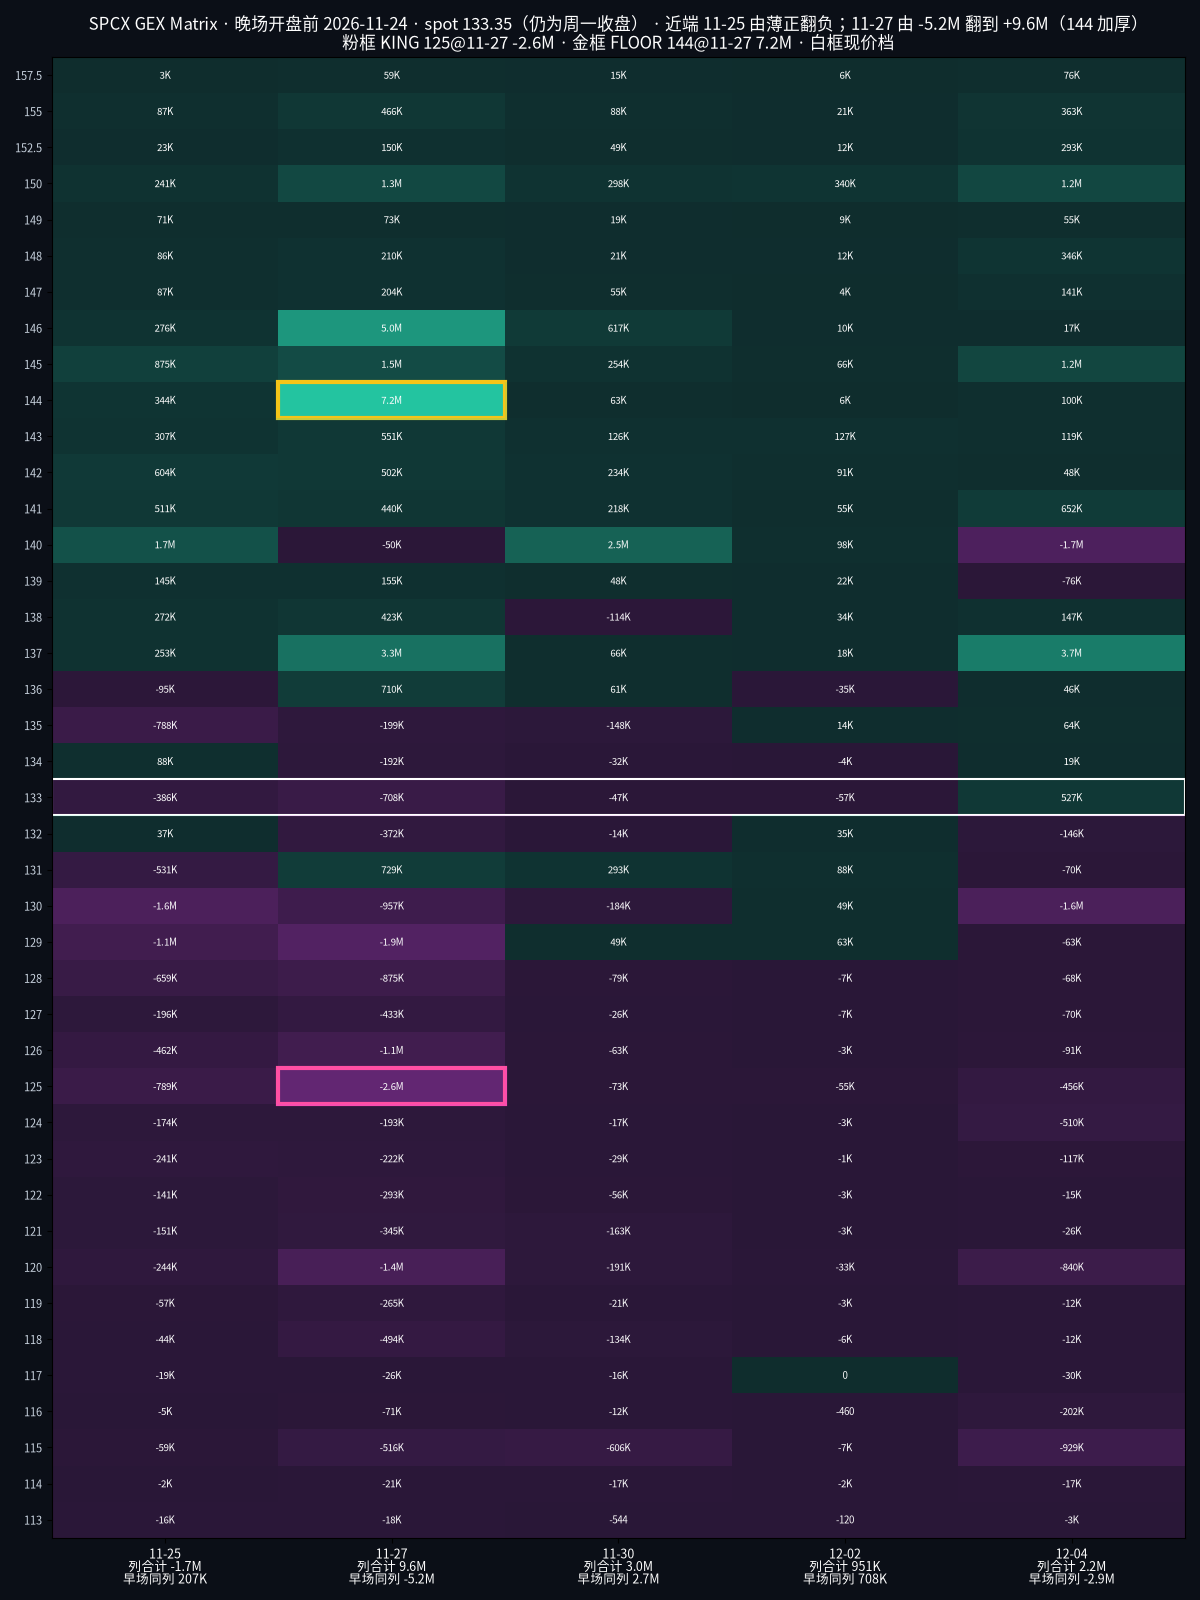 SPCX GEX Matrix · 晚场开盘前 2026-11-24 · spot 133.35（仍为周一收盘） · 近端 11-25 由薄正翻负；11-27 由 -5.2M 翻到 +9.6M（144 加厚）
粉框 KING 125@11-27 -2.6M · 金框 FLOOR 144@11-27 7.2M · 白框现价档
157.5 3K 59K 15K 6K 76K
155 87K 466K 88K 21K 363K
152.5 23K 150K 49K 12K 293K
150 241K 1.3M 298K 340K 1.2M
149 71K 73K 19K 9K 55K
148 86K 210K 21K 12K 346K
147 87K 204K 55K 4K 141K
146 276K 5.0M 617K 10K 17K
145 875K 1.5M 254K 66K 1.2M
144 344K 7.2M 63K 6K 100K
143 307K 551K 126K 127K 119K
142 604K 502K 234K 91K 48K
141 511K 440K 218K 55K 652K
140 1.7M -50K 2.5M 98K -1.7M
139 145K 155K 48K 22K -76K
138 272K 423K -114K 34K 147K
137 253K 3.3M 66K 18K 3.7M
136 -95K 710K 61K -35K 46K
135 -788K -199K -148K 14K 64K
134 88K -192K -32K -4K 19K
133 -386K -708K -47K -57K 527K
132 37K -372K -14K 35K -146K
131 -531K 729K 293K 88K -70K
130 -1.6M -957K -184K 49K -1.6M
129 -1.1M -1.9M 49K 63K -63K
128 -659K -875K -79K -7K -68K
127 -196K -433K -26K -7K -70K
126 -462K -1.1M -63K -3K -91K
125 -789K -2.6M -73K -55K -456K
124 -174K -193K -17K -3K -510K
123 -241K -222K -29K -1K -117K
122 -141K -293K -56K -3K -15K
121 -151K -345K -163K -3K -26K
120 -244K -1.4M -191K -33K -840K
119 -57K -265K -21K -3K -12K
118 -44K -494K -134K -6K -12K
117 -19K -26K -16K 0 -30K
116 -5K -71K -12K -460 -202K
115 -59K -516K -606K -7K -929K
114 -2K -21K -17K -2K -17K
113 -16K -18K -544 -120 -3K
11-25 11-27 11-30 12-02 12-04
列合计 -1.7M 列合计 9.6M 列合计 3.0M 列合计 951K 列合计 2.2M
早场同列 207K 早场同列 -5.2M 早场同列 2.7M 早场同列 708K 早场同列 -2.9M